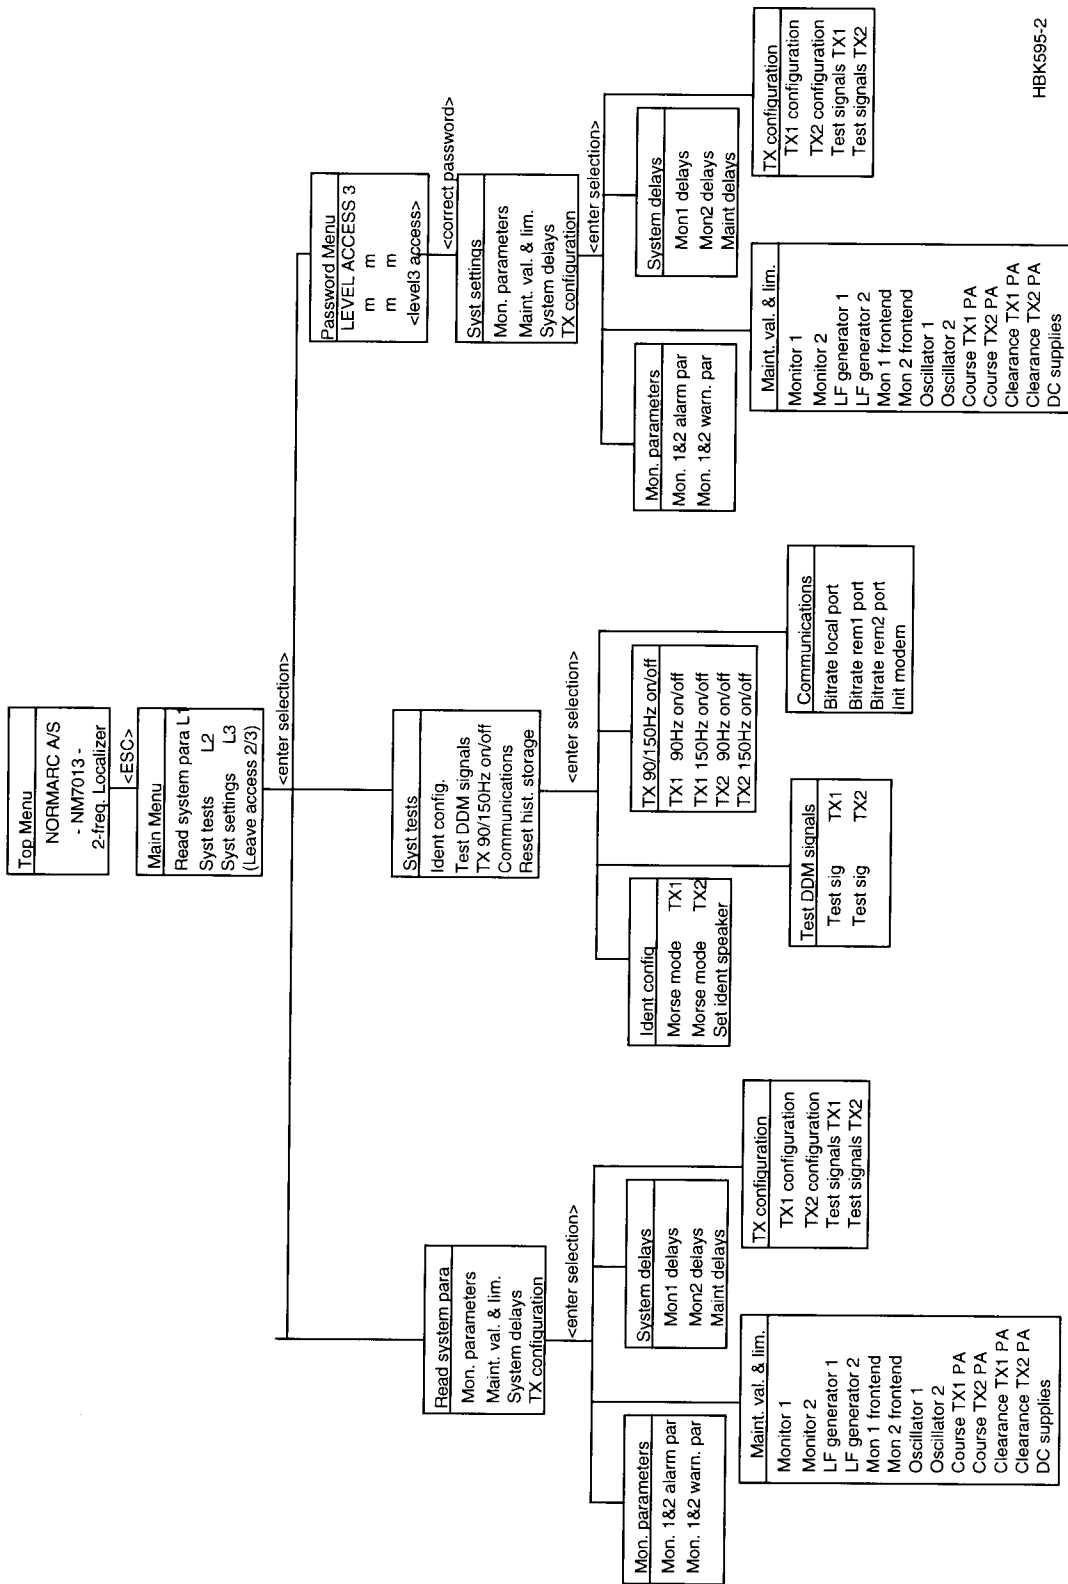 Top Menu
NORMARC A/S
- NM7013 -
2-freq. Localizer
<ESC>
Main Menu
Read system para L1
Syst tests L2
Syst settings L3
(Leave access 2/3)
<enter selection>
Read system para
Mon. parameters
Maint. val. & lim.
System delays
TX configuration
<enter selection>
Mon. parameters
Mon. 1&2 alarm par
Mon. 1&2 warn. par
Maint. val. & lim.
Monitor 1
Monitor 2
LF generator 1
LF generator 2
Mon 1 frontend
Mon 2 frontend
Oscillator 1
Oscillator 2
Course TX1 PA
Course TX2 PA
Clearance TX1 PA
Clearance TX2 PA
DC supplies
System delays
Mon1 delays
Mon2 delays
Maint delays
TX configuration
TX1 configuration
TX2 configuration
Test signals TX1
Test signals TX2
Syst tests
Ident config.
Test DDM signals
TX 90/150Hz on/off
Communications
Reset hist. storage
<enter selection>
Ident config
Morse mode TX1
Morse mode TX2
Set ident speaker
Test DDM signals
Test sig TX1
Test sig TX2
TX 90/150Hz on/off
TX1 90Hz on/off
TX1 150Hz on/off
TX2 90Hz on/off
TX2 150Hz on/off
Communications
Bitrate local port
Bitrate rem1 port
Bitrate rem2 port
Init modem
Password Menu
LEVEL ACCESS 3
m m
m m
<level3 access>
<correct password>
Syst settings
Mon. parameters
Maint. val. & lim.
System delays
TX configuration
<enter selection>
Mon. parameters
Mon. 1&2 alarm par
Mon. 1&2 warn. par
Maint. val. & lim.
Monitor 1
Monitor 2
LF generator 1
LF generator 2
Mon 1 frontend
Mon 2 frontend
Oscillator 1
Oscillator 2
Course TX1 PA
Course TX2 PA
Clearance TX1 PA
Clearance TX2 PA
DC supplies
System delays
Mon1 delays
Mon2 delays
Maint delays
TX configuration
TX1 configuration
TX2 configuration
Test signals TX1
Test signals TX2
HBK595-2